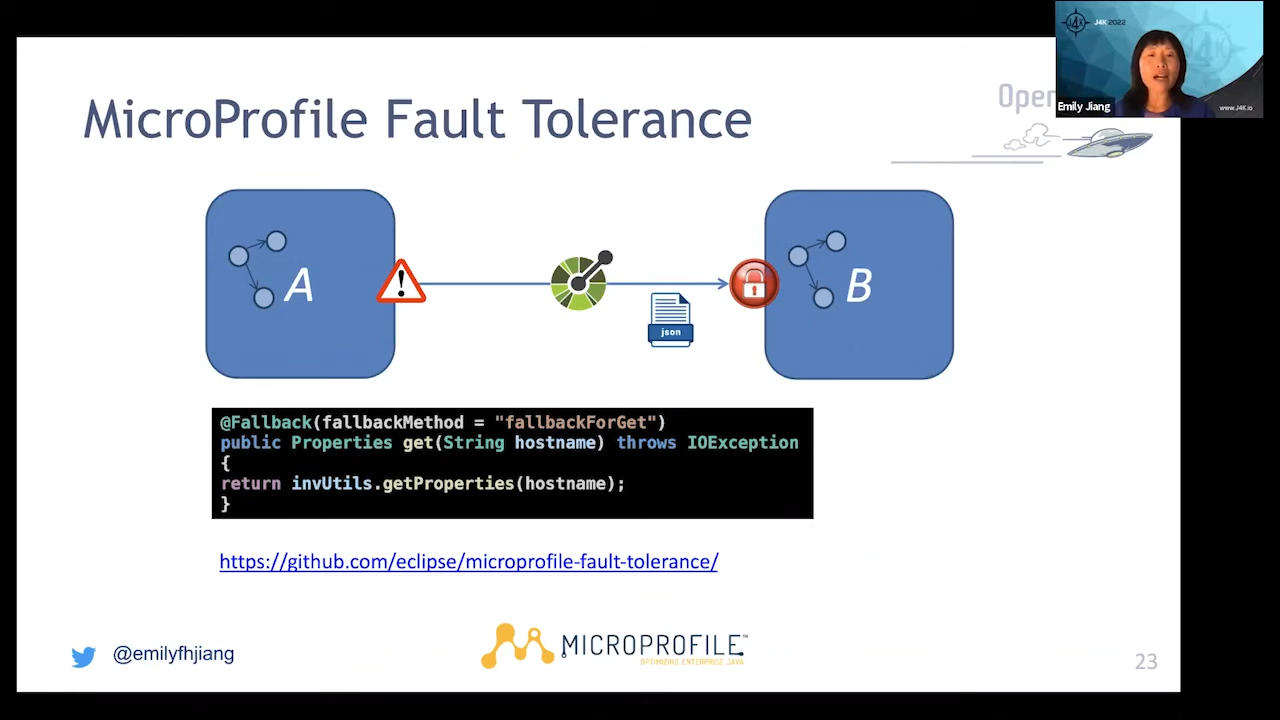 J4K 2022
Emily Jiang
www.J4K.io
MicroProfile Fault Tolerance
Open
A
json
B
@Fallback(fallbackMethod = "fallbackForGet")
public Properties get(String hostname) throws IOException
{
return invUtils.getProperties(hostname);
}
https://github.com/eclipse/microprofile-fault-tolerance/
@emilyfhjiang
MICROPROFILE™
OPTIMIZING ENTERPRISE JAVA
23